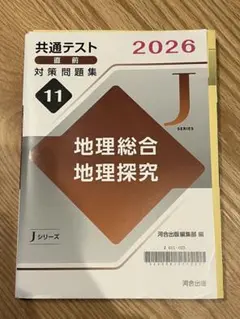 共通テスト
直前
対策問題集
2026
11
J
SERIES
地理総合
地理探究
Jシリーズ
河合出版編集部 編
河合出版